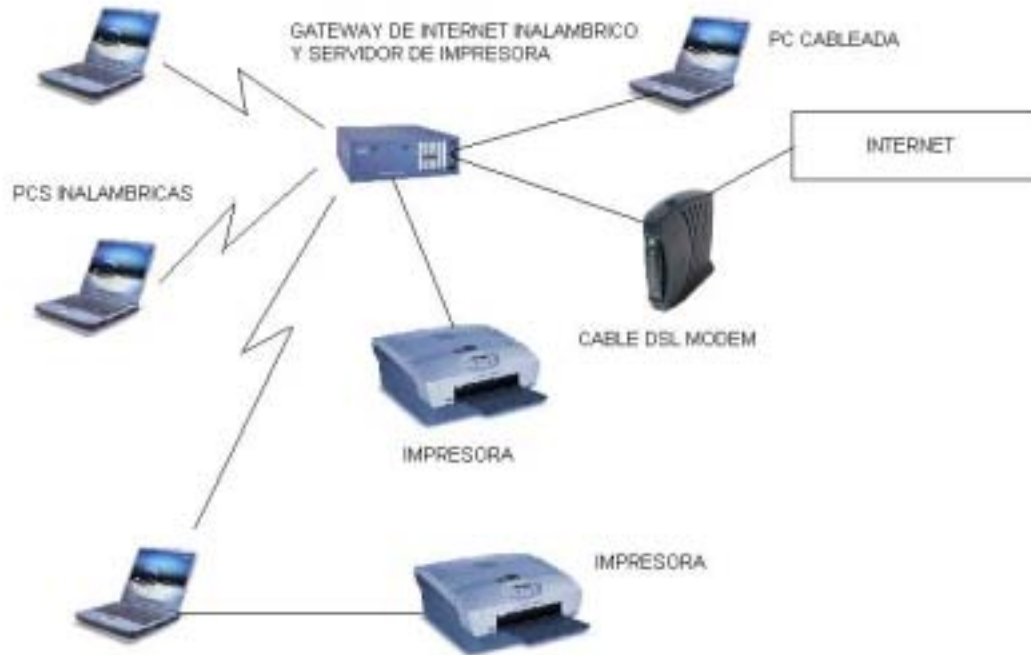 GATEWAY DE INTERNET INALAMBRICO
Y SERVIDOR DE IMPRESORA
PC CABLEADA
INTERNET
PCS INALAMBRICAS
CABLE DSL MODEM
IMPRESORA
IMPRESORA